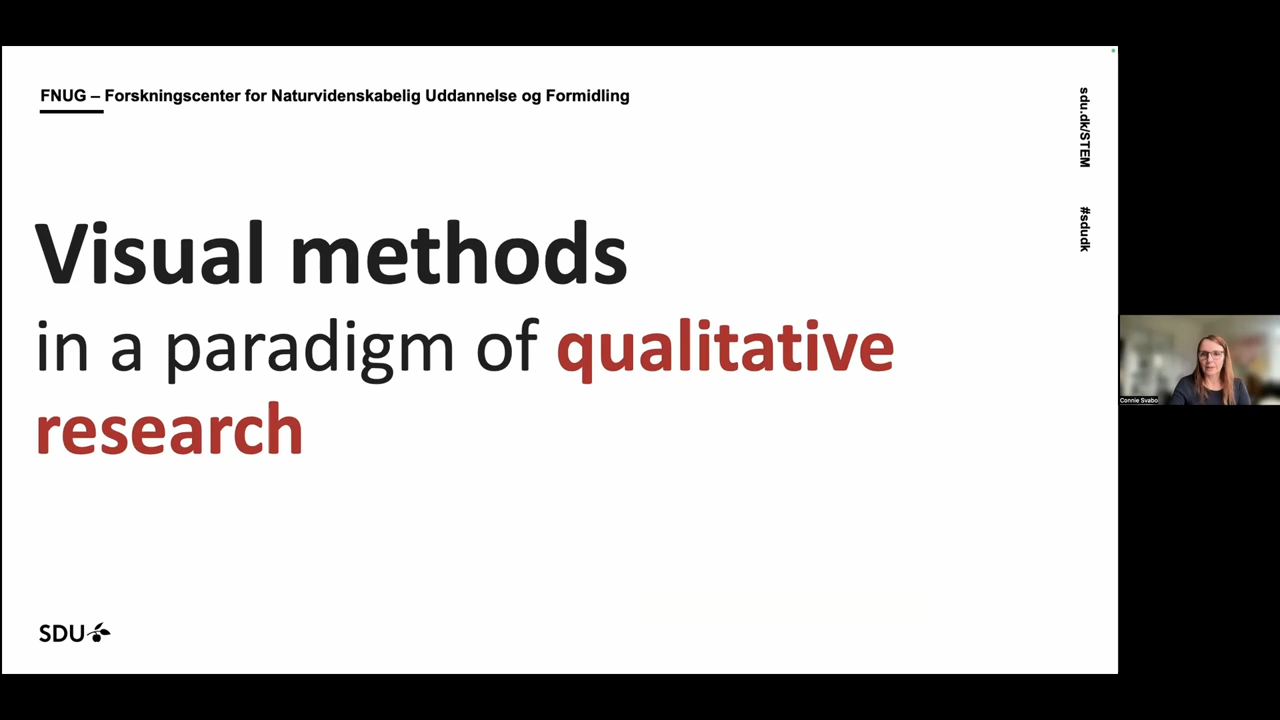 FNUG – Forskningscenter for Naturvidenskabelig Uddannelse og Formidling
sdu.dk/STEM
#sdudk
Visual methods
in a paradigm of qualitative
research
SDU
Connie Svabo